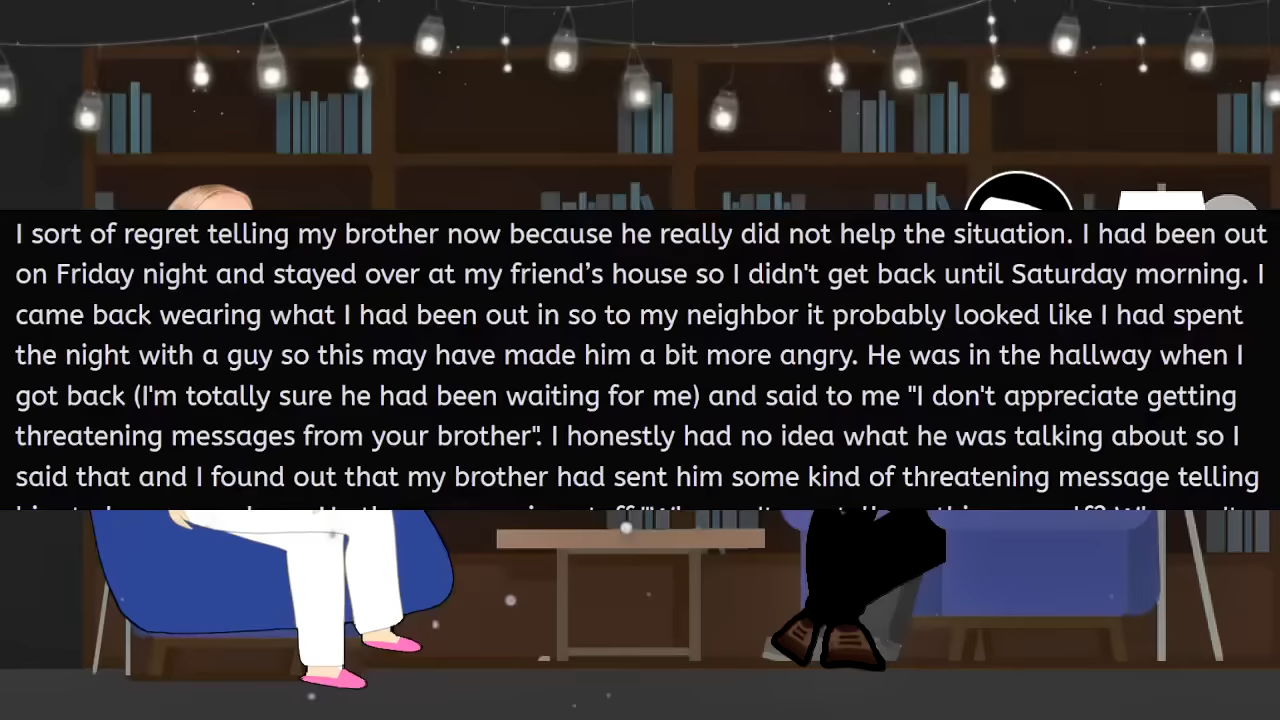 I sort of regret telling my brother now because he really did not help the situation. I had been out
on Friday night and stayed over at my friend’s house so I didn't get back until Saturday morning. I
came back wearing what I had been out in so to my neighbor it probably looked like I had spent
the night with a guy so this may have made him a bit more angry. He was in the hallway when I
got back (I'm totally sure he had been waiting for me) and said to me "I don't appreciate getting
threatening messages from your brother". I honestly had no idea what he was talking about so I
said that and I found out that my brother had sent him some kind of threatening message telling